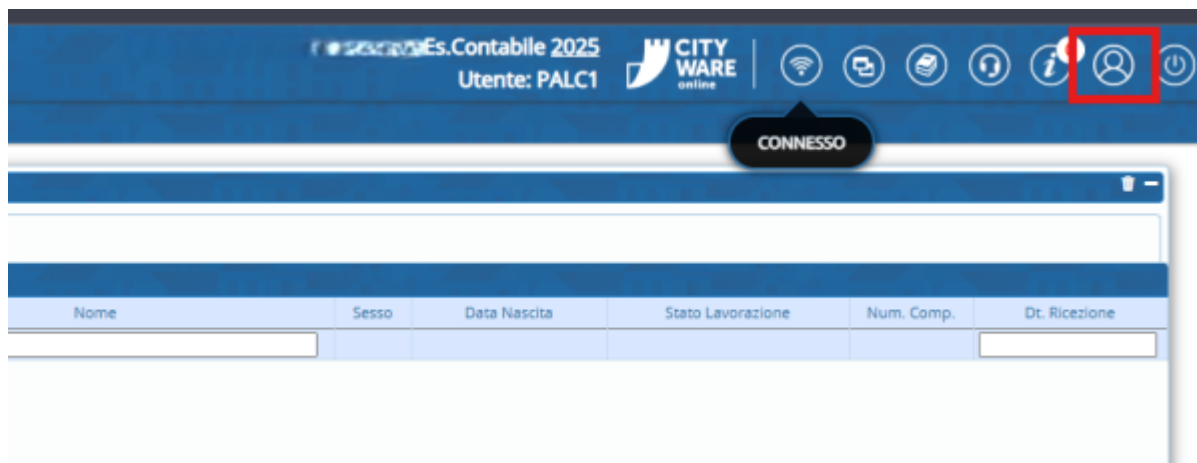 Es.Contabile 2025
Utente: PALC1
CITY
WARE
online
CONNESSO
Nome Sesso Data Nascita Stato Lavorazione Num. Comp. Dt. Ricezione